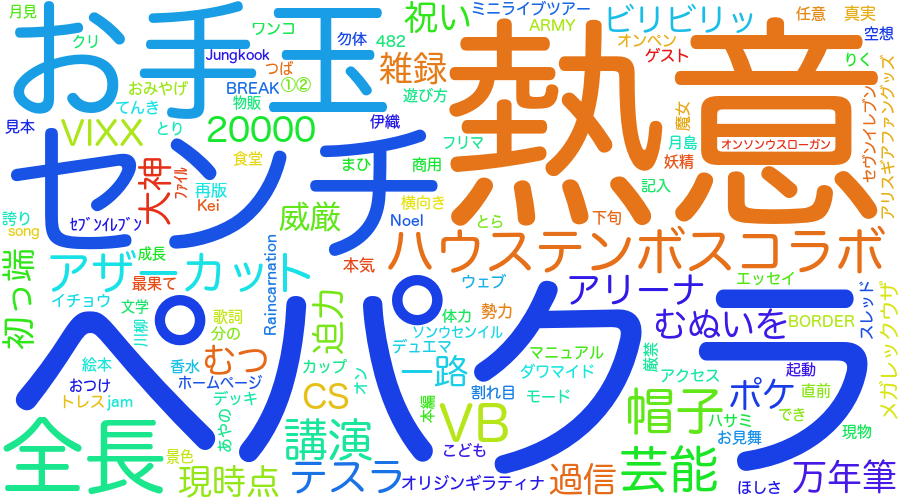 月見
お手玉
ワンコ
祝い
ミニライブツアー
ビリビリッ
任意
真実
クリ
Jungkook
勿体
482
ARMY
オンペン
熱意
空想
おみやげ
BREAK
つば
①②
雑録
ゲスト
りく
てんき
物販
遊び方
見本
VIXX
とり
20000
伊織
フリマ
魔女
月島
オンソンウスローガン
セヴンイレブン
アリスギアファングッズ
センチ
大神
ファイル
食堂
まひ
商用
妖精
再版
Kei
記入
誇り
song
セブンイレブン
威厳
横向き
Noel
とら
下旬
初っ端
成長
アザーカット
最果て
Raincarnation
本気
ハウステンボスコラボ
イチョウ
文学
ウェブ
アリーナ
エッセイ
スレッド
メガレックウザ
ペパクラ
川霧
歌詞
分の
迫力
体力
勢力
ソンウセンイル
デュエマ
むぬいを
BORDER
絵本
香水
むつ
カップ
オン
一路
マニュアル
ダワマイド
厳禁
アクセス
起動
おつけ
ホームページ
トレス
jam
デッキ
CS
本編
割れ目
モード
ポケ
直前
あやの
VB
帽子
ハサミ
でき
全長
講演
こども
お見舞
現物
景色
現時点
テスラ
オリジンギラティナ
過信
芸能
ほしさ
万年筆